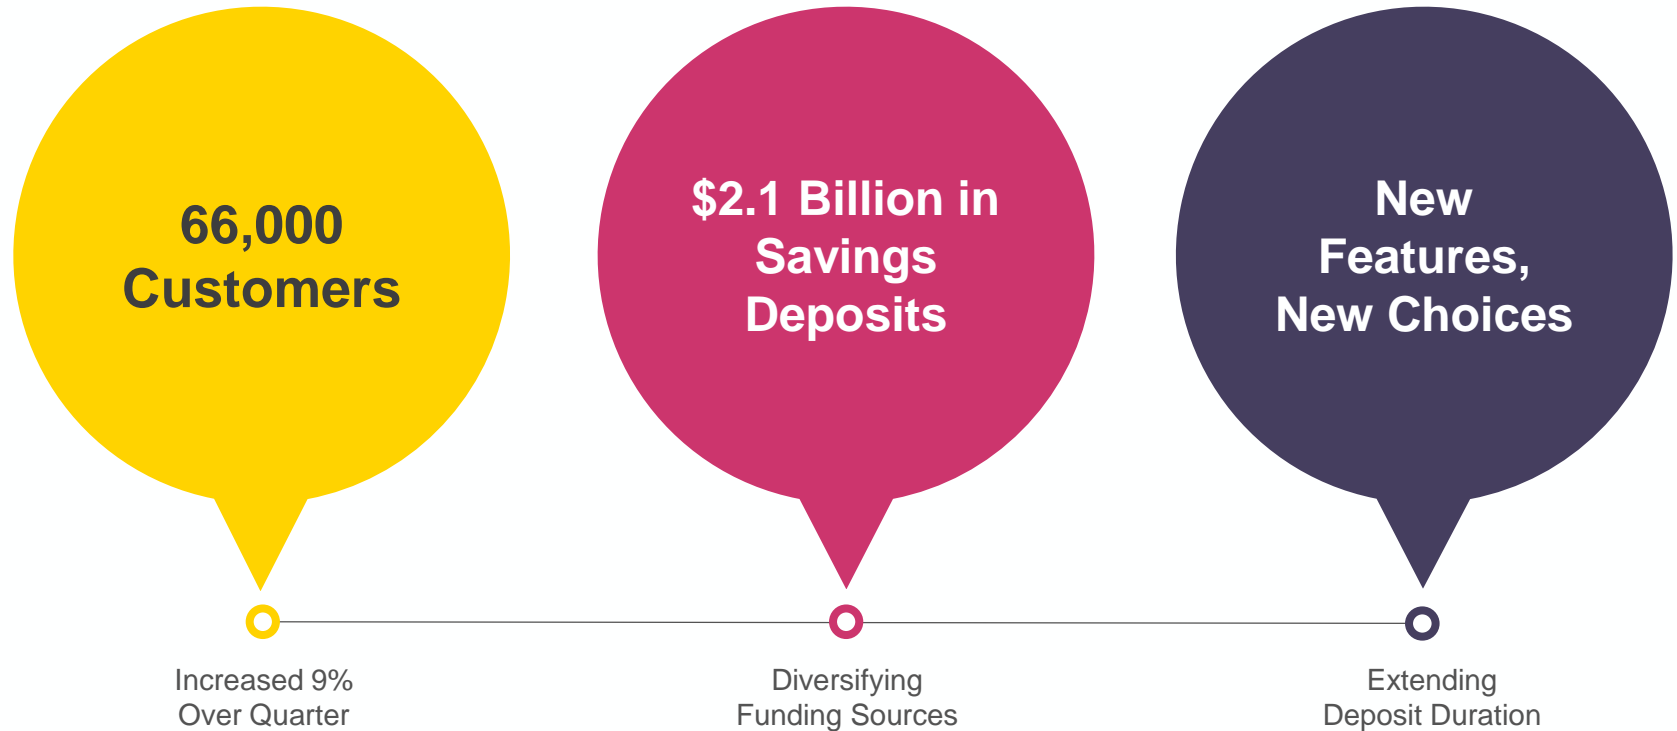 66,000
Customers
$2.1 Billion in
Savings
Deposits
New
Features,
New Choices
Increased 9%
Over Quarter
Diversifying
Funding Sources
Extending
Deposit Duration